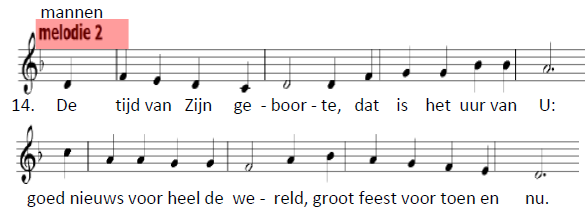 mannen
melodie 2
14. De tijd van Zijn ge - boor - te, dat is het uur van U:
goed nieuws voor heel de we - reld, groot feest voor toen en nu.